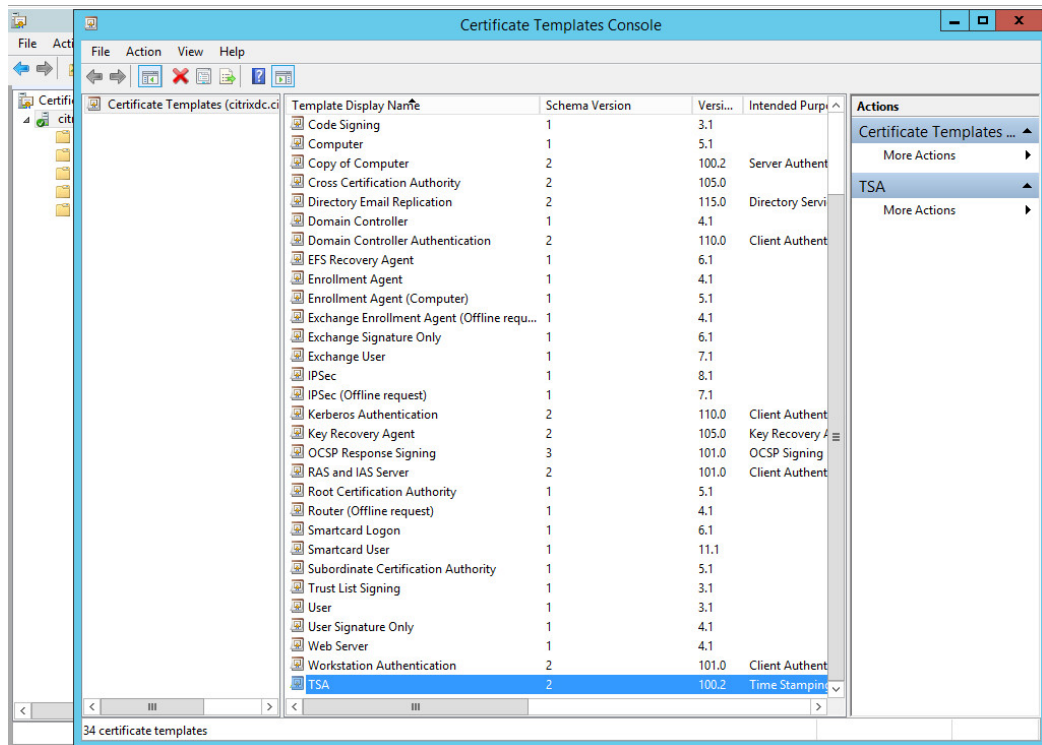 Certificate Templates Console
File Acti
File Action View Help
Certifi
cit
Certificate Templates (citrixdc.ci
Template Display Name Schema Version Versi... Intended Purp
Code Signing 1 3.1
Computer 1 5.1
Copy of Computer 2 100.2 Server Authent
Cross Certification Authority 2 105.0
Directory Email Replication 2 115.0 Directory Servi
Domain Controller 1 4.1
Domain Controller Authentication 2 110.0 Client Authent
EFS Recovery Agent 1 6.1
Enrollment Agent 1 4.1
Enrollment Agent (Computer) 1 5.1
Exchange Enrollment Agent (Offline requ... 1 4.1
Exchange Signature Only 1 6.1
Exchange User 1 7.1
IPSec 1 8.1
IPSec (Offline request) 1 7.1
Kerberos Authentication 2 110.0 Client Authent
Key Recovery Agent 2 105.0 Key Recovery A
OCSP Response Signing 3 101.0 OCSP Signing
RAS and IAS Server 2 101.0 Client Authent
Root Certification Authority 1 5.1
Router (Offline request) 1 4.1
Smartcard Logon 1 6.1
Smartcard User 1 11.1
Subordinate Certification Authority 1 5.1
Trust List Signing 1 3.1
User 1 3.1
User Signature Only 1 4.1
Web Server 1 4.1
Workstation Authentication 2 101.0 Client Authent
TSA 2 100.2 Time Stamping
Actions
Certificate Templates ...
More Actions
TSA
More Actions
34 certificate templates